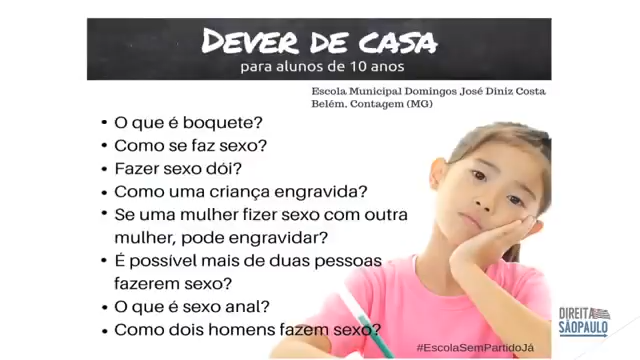 DEVER DE CASA
para alunos de 10 anos
Escola Municipal Domingos José Diniz Costa
Belém, Contagem (MG)
• O que é boquete?
• Como se faz sexo?
• Fazer sexo dói?
• Como uma criança engravida?
• Se uma mulher fizer sexo com outra
mulher, pode engravidar?
• É possível mais de duas pessoas
fazerem sexo?
• O que é sexo anal?
• Como dois homens fazem sexo?
#EscolaSemPartidoJá
DIREITA
SÃOPAULO